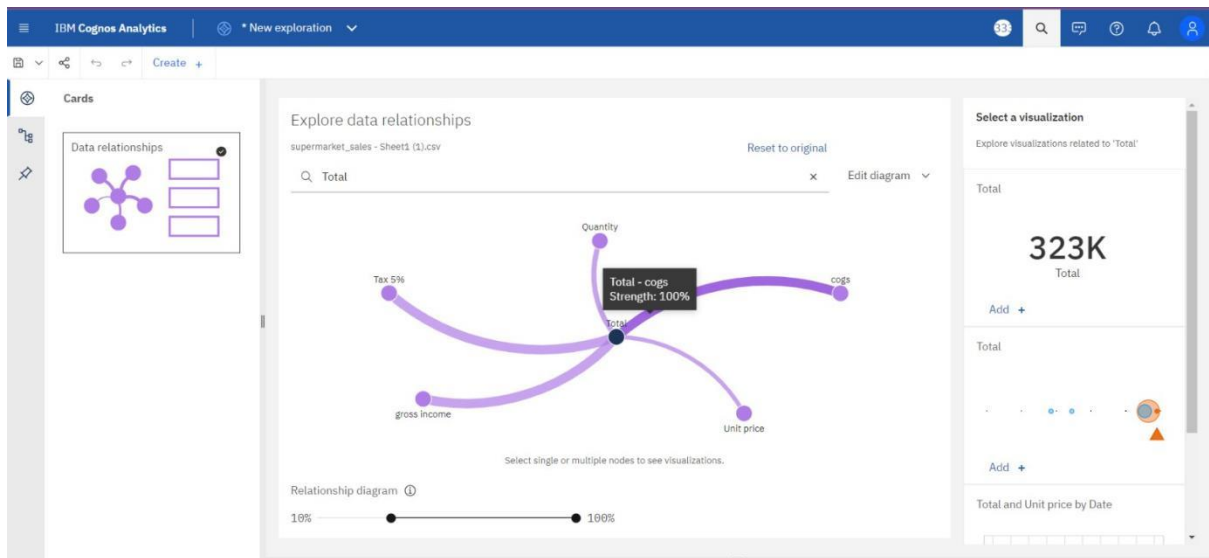 IBM Cognos Analytics
* New exploration
Create +
Cards
Data relationships
Explore data relationships
supermarket_sales - Sheet1 (1).csv
Reset to original
Total
Edit diagram
Quantity
Tax 5%
Total - cogs
Strength: 100%
cogs
Total
gross income
Unit price
Select single or multiple nodes to see visualizations.
Relationship diagram
10%
100%
Select a visualization
Explore visualizations related to 'Total'
Total
323K
Total
Add +
Total
Add +
Total and Unit price by Date